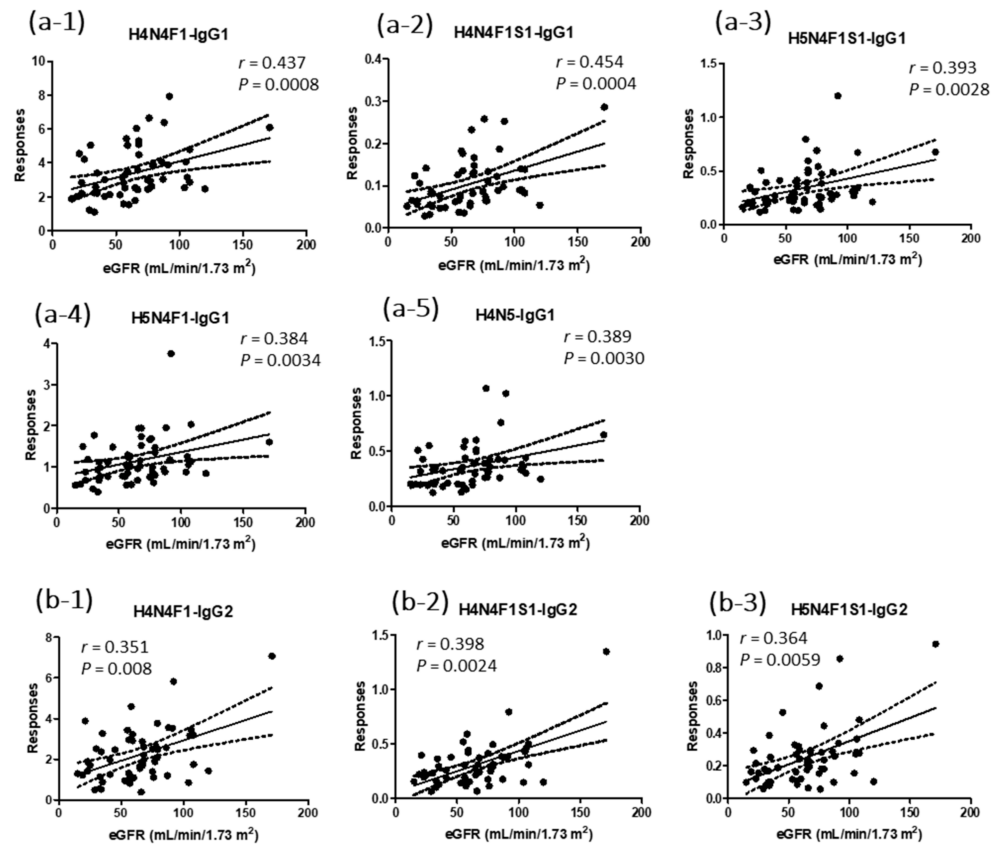 (a-1)
H4N4F1-IgG1
r = 0.437
P = 0.0008
Responses
10
8
6
4
2
0
0 50 100 150 200
eGFR (mL/min/1.73 m²)
(a-2)
H4N4F1S1-IgG1
r = 0.454
P = 0.0004
Responses
0.4
0.3
0.2
0.1
0.0
0 50 100 150 200
eGFR (mL/min/1.73 m²)
(a-3)
H5N4F1S1-IgG1
r = 0.393
P = 0.0028
Responses
1.5
1.0
0.5
0.0
0 50 100 150 200
eGFR (mL/min/1.73 m²)
(a-4)
H5N4F1-IgG1
r = 0.384
P = 0.0034
Responses
4
3
2
1
0
0 50 100 150 200
eGFR (mL/min/1.73 m²)
(a-5)
H4N5-IgG1
r = 0.389
P = 0.0030
Responses
1.5
1.0
0.5
0.0
0 50 100 150 200
eGFR (mL/min/1.73 m²)
(b-1)
H4N4F1-IgG2
r = 0.351
P = 0.008
Responses
8
6
4
2
0
0 50 100 150 200
eGFR (mL/min/1.73 m²)
(b-2)
H4N4F1S1-IgG2
r = 0.398
P = 0.0024
Responses
1.5
1.0
0.5
0.0
0 50 100 150 200
eGFR (mL/min/1.73 m²)
(b-3)
H5N4F1S1-IgG2
r = 0.364
P = 0.0059
Responses
1.0
0.8
0.6
0.4
0.2
0.0
0 50 100 150 200
eGFR (mL/min/1.73 m²)